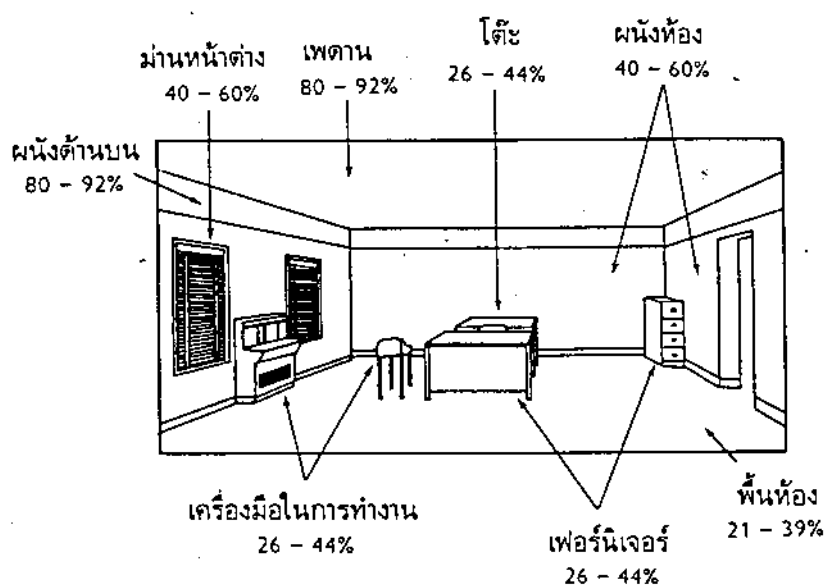 โต๊ะ
26 – 44%
ผนังห้อง
40 – 60%
เพดาน
80 – 92%
ม่านหน้าต่าง
40 – 60%
ผนังด้านบน
80 – 92%
เครื่องมือในการทำงาน
26 – 44%
เฟอร์นิเจอร์
26 – 44%
พื้นห้อง
21 – 39%